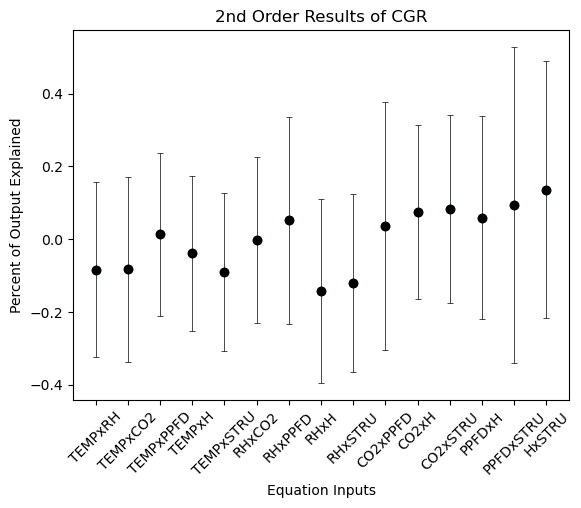 2nd Order Results of CGR
Percent of Output Explained
0.4
0.2
0.0
−0.2
−0.4
TEMPxRH
TEMPxCO2
TEMPxPPFD
TEMPxH
TEMPxSTRU
RHxCO2
RHxPPFD
RHxH
RHxSTRU
CO2xPPFD
CO2xH
CO2xSTRU
PPFDxH
PPFDxSTRU
HxSTRU
Equation Inputs